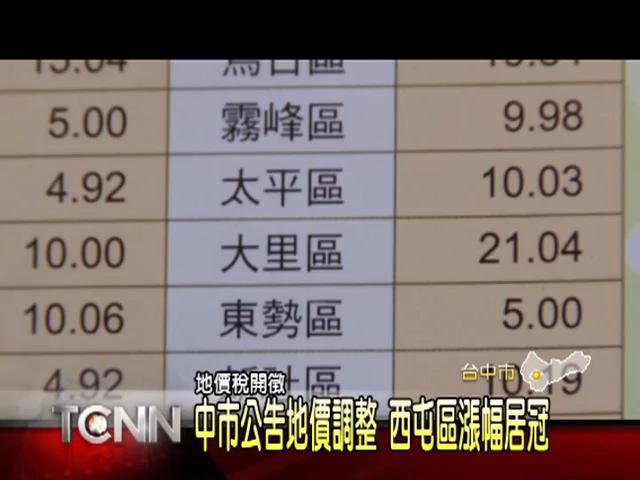 5.00 霧峰區 9.98
4.92 太平區 10.03
10.00 大里區 21.04
10.06 東勢區 5.00
4.92
台中市
地價稅開徵
TCNN 中市公告地價調整 西屯區漲幅居冠